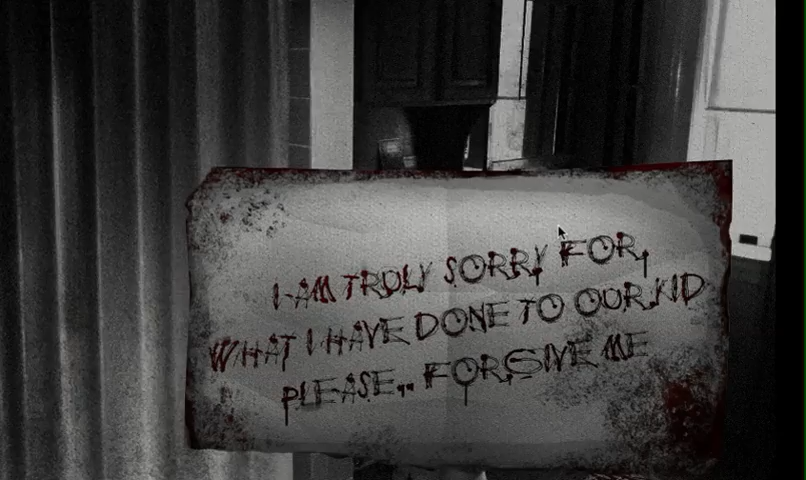 I AM TRULY SORRY FOR,
WHAT I HAVE DONE TO OUR KID
PLEASE.. FORGIVE ME